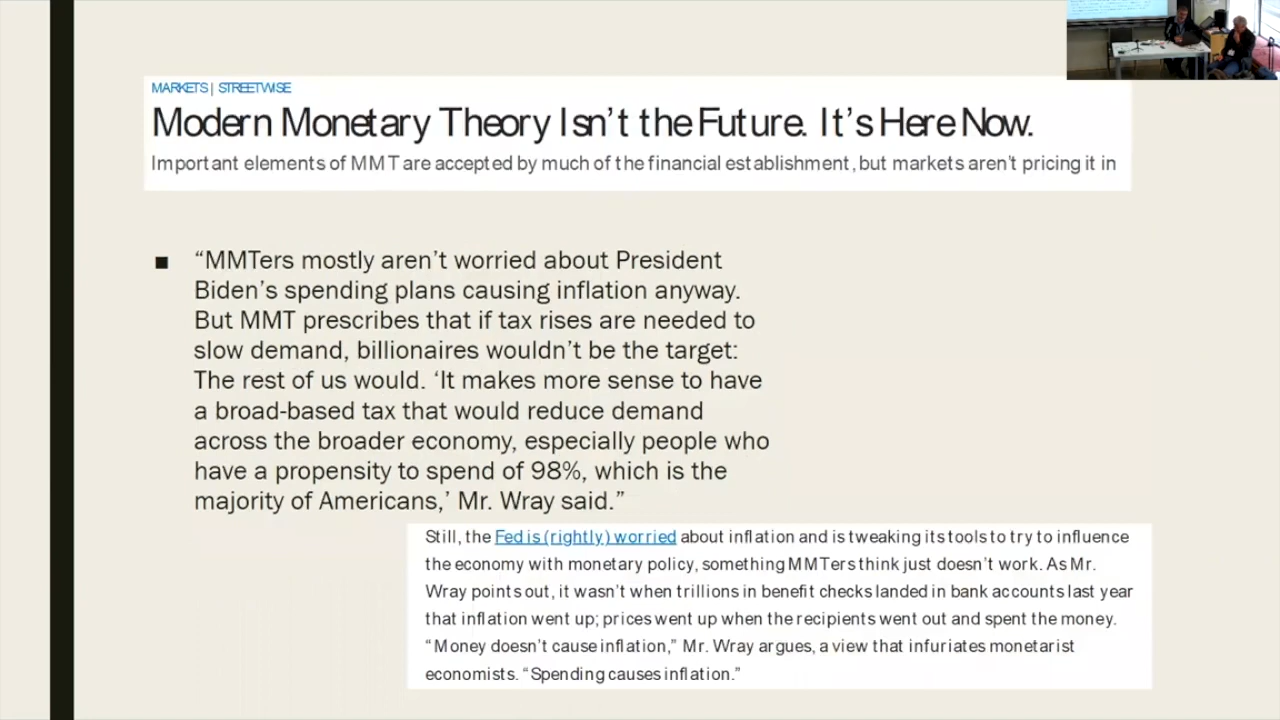 MARKETS | STREETWISE
Modern Monetary Theory Isn’t the Future. It’s Here Now.
Important elements of MMT are accepted by much of the financial establishment, but markets aren’t pricing it in
■ “MMTers mostly aren’t worried about President
Biden’s spending plans causing inflation anyway.
But MMT prescribes that if tax rises are needed to
slow demand, billionaires wouldn’t be the target:
The rest of us would. ‘It makes more sense to have
a broad-based tax that would reduce demand
across the broader economy, especially people who
have a propensity to spend of 98%, which is the
majority of Americans,’ Mr. Wray said.”
Still, the Fed is (rightly) worried about inflation and is tweaking its tools to try to influence
the economy with monetary policy, something MMTers think just doesn’t work. As Mr.
Wray points out, it wasn’t when trillions in benefit checks landed in bank accounts last year
that inflation went up; prices went up when the recipients went out and spent the money.
“Money doesn’t cause inflation,” Mr. Wray argues, a view that infuriates monetarist
economists. “Spending causes inflation.”